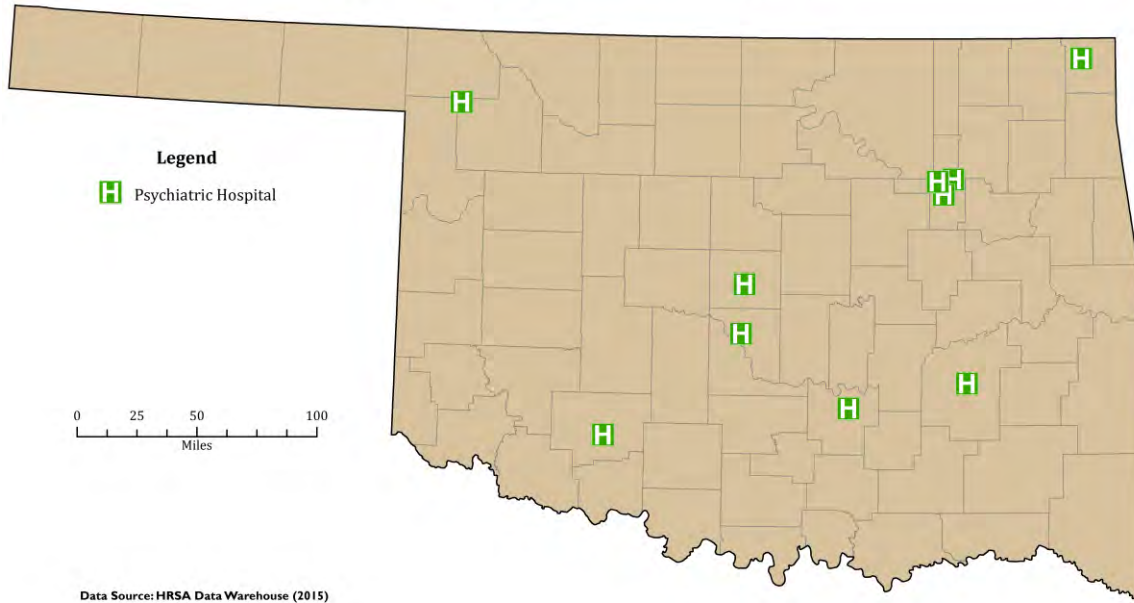 Legend
H Psychiatric Hospital
0 25 50 100
Miles
H
H
H
H
H
H
H
H
H
H
Data Source: HRSA Data Warehouse (2015)